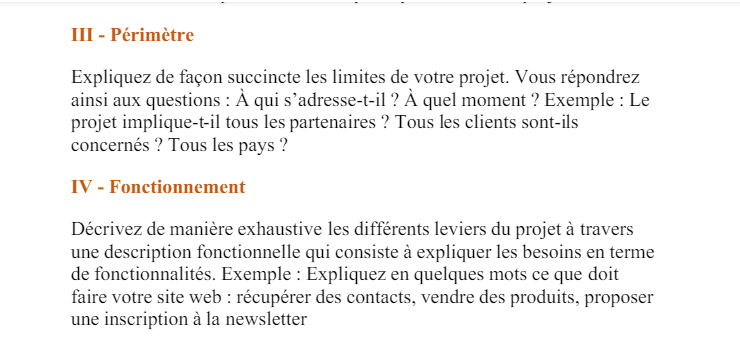 III - Périmètre
Expliquez de façon succincte les limites de votre projet. Vous répondrez
ainsi aux questions : À qui s’adresse-t-il ? À quel moment ? Exemple : Le
projet implique-t-il tous les partenaires ? Tous les clients sont-ils
concernés ? Tous les pays ?
IV - Fonctionnement
Décrivez de manière exhaustive les différents leviers du projet à travers
une description fonctionnelle qui consiste à expliquer les besoins en terme
de fonctionnalités. Exemple : Expliquez en quelques mots ce que doit
faire votre site web : récupérer des contacts, vendre des produits, proposer
une inscription à la newsletter